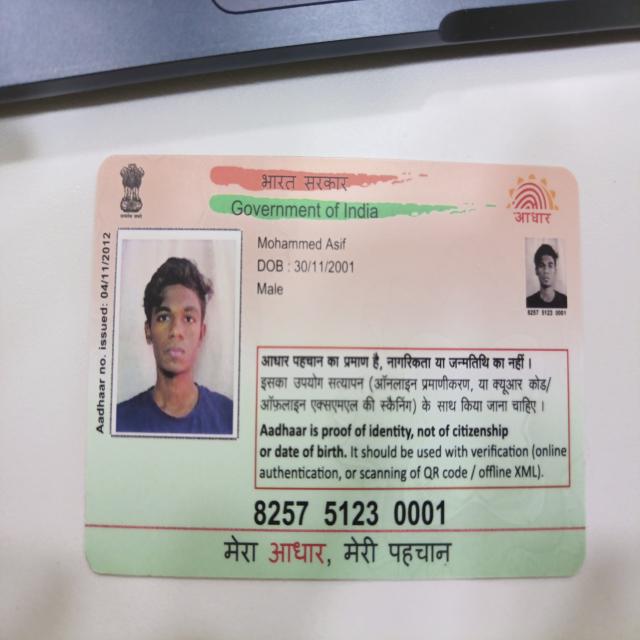 भारत सरकार
Government of India
आधार
Mohammed Asif
DOB : 30/11/2001
Male
Aadhaar no. issued: 04/11/2012
8257 5123 0001
आधार पहचान का प्रमाण है, नागरिकता या जन्मतिथि का नहीं ।
इसका उपयोग सत्यापन (ऑनलाइन प्रमाणीकरण, या क्यूआर कोड/
ऑफ़लाइन एक्सएमएल की स्कैनिंग) के साथ किया जाना चाहिए ।
Aadhaar is proof of identity, not of citizenship
or date of birth. It should be used with verification (online
authentication, or scanning of QR code / offline XML).
8257 5123 0001
मेरा आधार, मेरी पहचान